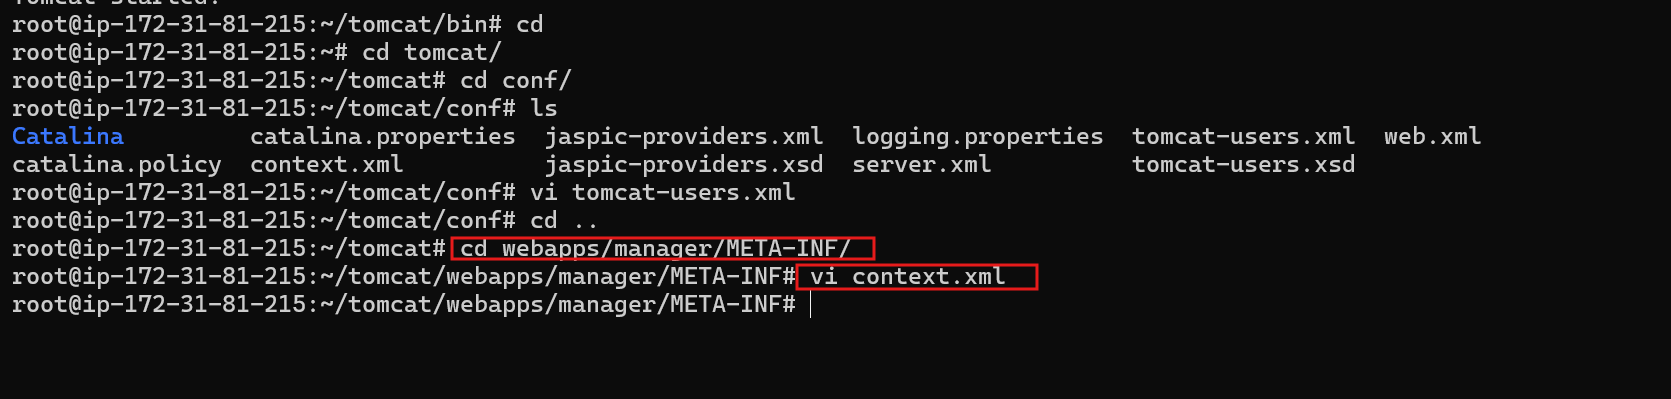 Tomcat started.
root@ip-172-31-81-215:~/tomcat/bin# cd
root@ip-172-31-81-215:~# cd tomcat/
root@ip-172-31-81-215:~/tomcat# cd conf/
root@ip-172-31-81-215:~/tomcat/conf# ls
Catalina         catalina.properties  jaspic-providers.xml  logging.properties  tomcat-users.xml  web.xml
catalina.policy  context.xml          jaspic-providers.xsd  server.xml          tomcat-users.xsd
root@ip-172-31-81-215:~/tomcat/conf# vi tomcat-users.xml
root@ip-172-31-81-215:~/tomcat/conf# cd ..
root@ip-172-31-81-215:~/tomcat# cd webapps/manager/META-INF/
root@ip-172-31-81-215:~/tomcat/webapps/manager/META-INF# vi context.xml
root@ip-172-31-81-215:~/tomcat/webapps/manager/META-INF#